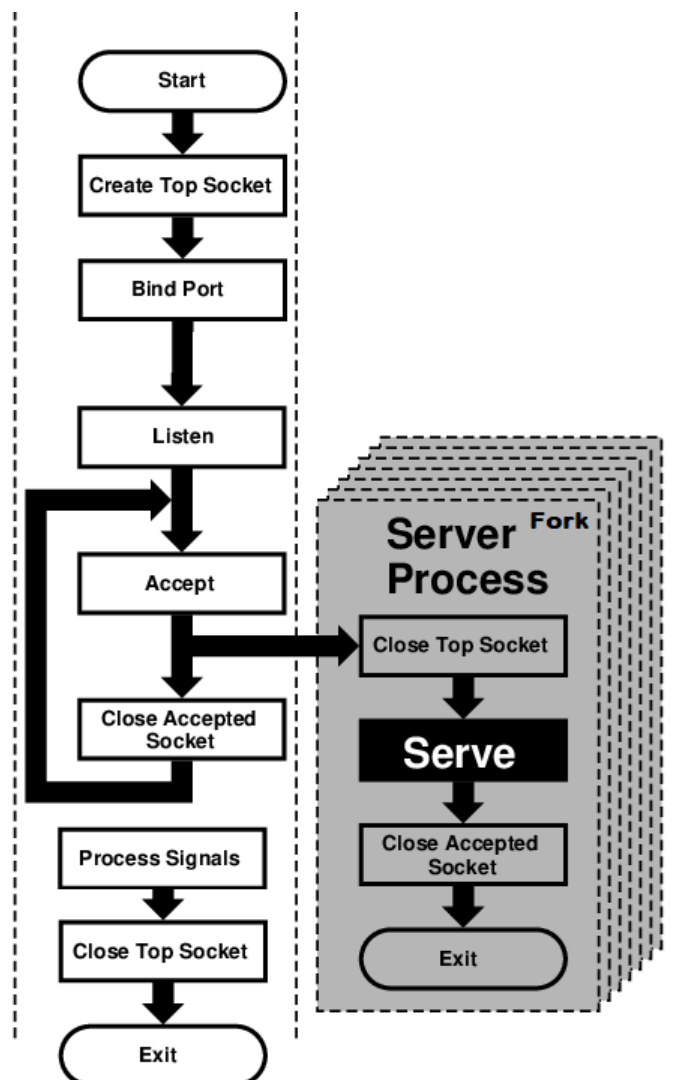 Start
Create Top Socket
Bind Port
Listen
Accept
Close Accepted
Socket
Process Signals
Close Top Socket
Exit
Server Fork
Process
Close Top Socket
Serve
Close Accepted
Socket
Exit